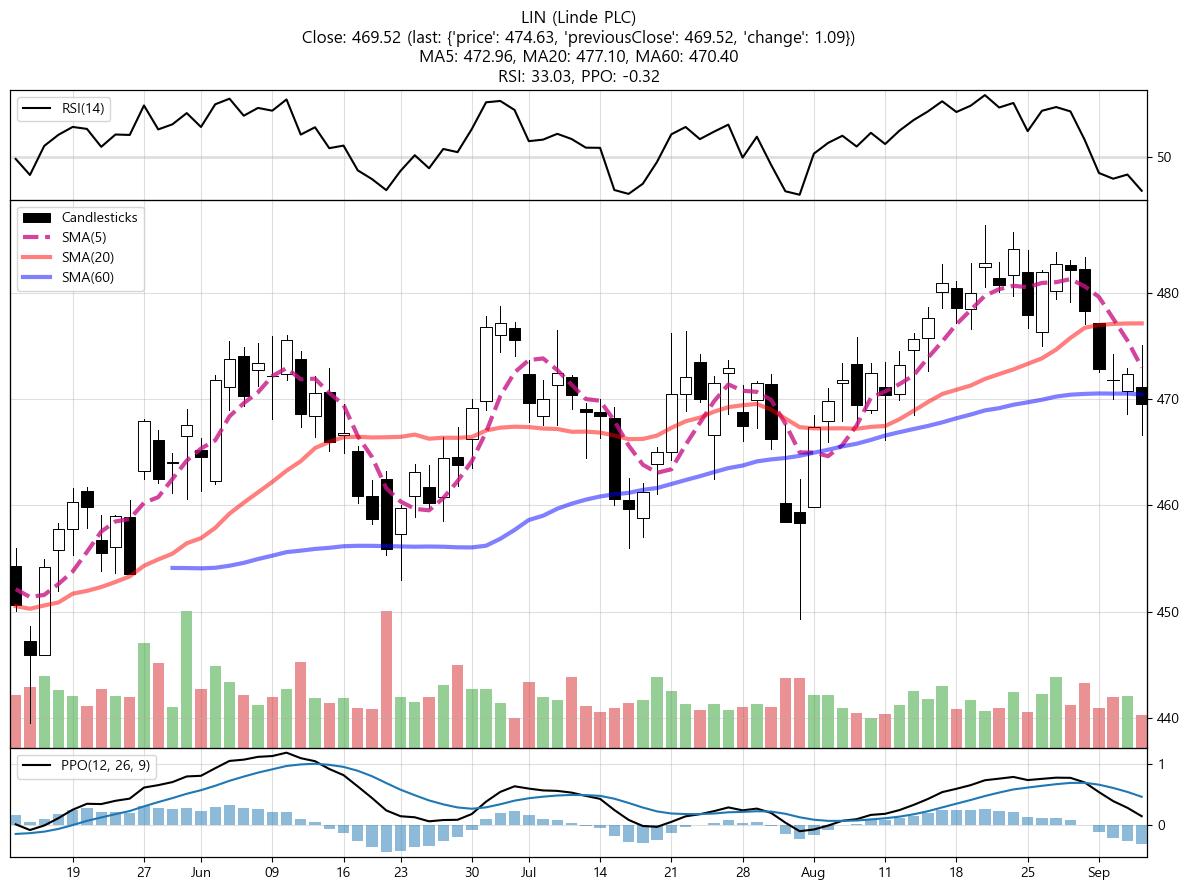 LIN (Linde PLC)
Close: 469.52 (last: {'price': 474.63, 'previousClose': 469.52, 'change': 1.09})
MA5: 472.96, MA20: 477.10, MA60: 470.40
RSI: 33.03, PPO: -0.32
RSI(14)
50
Candlesticks
SMA(5)
SMA(20)
SMA(60)
480
470
460
450
440
PPO(12, 26, 9)
1
0
19 27 Jun 09 16 23 30 Jul 14 21 28 Aug 11 18 25 Sep